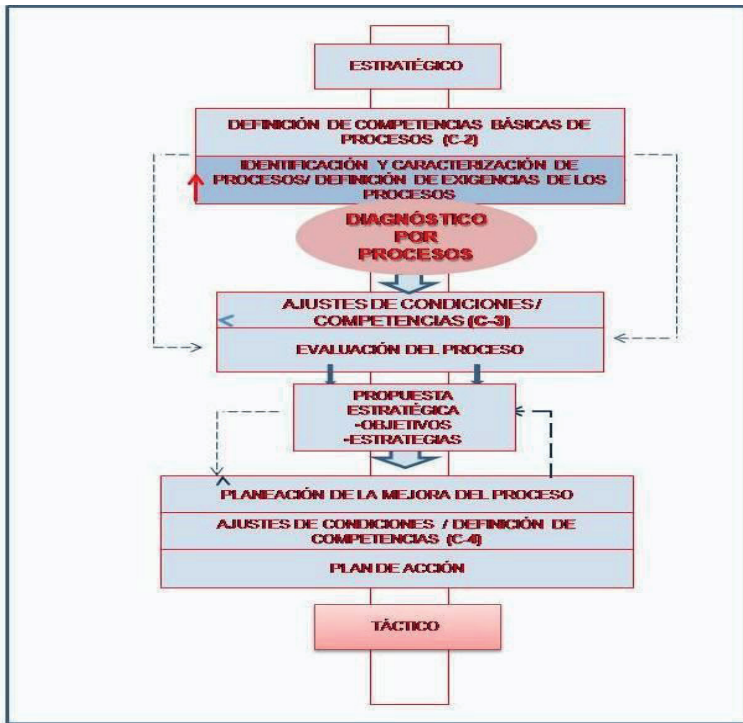 ESTRATÉGICO
DEFINICIÓN DE COMPETENCIAS BÁSICAS DE
PROCESOS (C-2)
IDENTIFICACIÓN Y CARACTERIZACIÓN DE
PROCESOS/ DEFINICIÓN DE EXIGENCIAS DE LOS
PROCESOS
DIAGNÓSTICO
POR
PROCESOS
AJUSTES DE CONDICIONES/
COMPETENCIAS (C-3)
EVALUACIÓN DEL PROCESO
PROPUESTA
ESTRATÉGICA
-OBJETIVOS
-ESTRATEGIAS
PLANEACIÓN DE LA MEJORA DEL PROCESO
AJUSTES DE CONDICIONES / DEFINICIÓN DE
COMPETENCIAS (C-4)
PLAN DE ACCIÓN
TÁCTICO